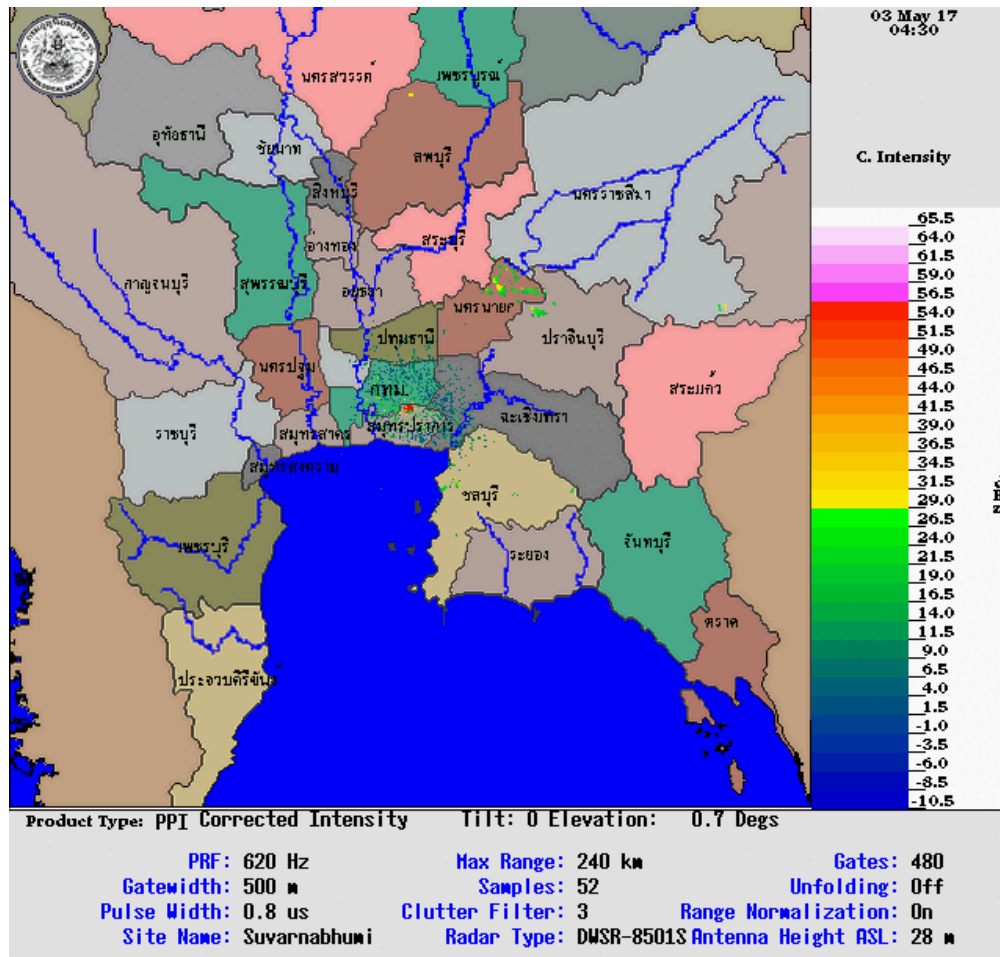 03 May 17
04:30
C. Intensity
นครสวรรค์
เพชรบูรณ์
อุทัยธานี
ชัยนาท
ลพบุรี
สิงห์บุรี
นครราชสีมา
อ่างทอง
สระบุรี
กาญจนบุรี
สุพรรณบุรี
อยุธยา
นครนายก
ปทุมธานี
ปราจีนบุรี
นครปฐม
กทม.
สระแก้ว
ฉะเชิงเทรา
ราชบุรี
สมุทรสาคร
สมุทรปราการ
สมุทรสงคราม
ชลบุรี
เพชรบุรี
ระยอง
จันทบุรี
ตราด
ประจวบคีรีขันธ์
65.5
64.0
61.5
59.0
56.5
54.0
51.5
49.0
46.5
44.0
41.5
39.0
36.5
34.5
31.5
29.0
26.5
24.0
21.5
19.0
16.5
14.0
11.5
9.0
6.5
4.0
1.5
-1.0
-3.5
-6.0
-8.5
-10.5
Product Type: PPI Corrected Intensity Tilt: 0 Elevation: 0.7 Degs
PRF: 620 Hz Max Range: 240 km Gates: 480
Gatewidth: 500 m Samples: 52 Unfolding: Off
Pulse Width: 0.8 us Clutter Filter: 3 Range Normalization: On
Site Name: Suvarnabhumi Radar Type: DWSR-8501S Antenna Height ASL: 28 m